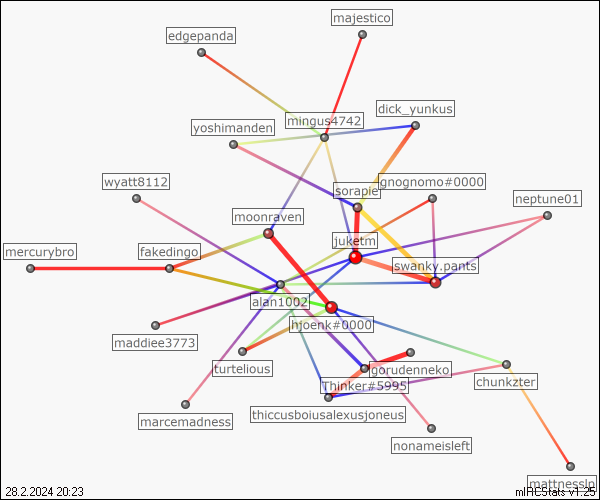 majestico
edgepanda
dick_yunkus
mingus4742
yoshimanden
wyatt8112
gnognomo#0000
sorapie
neptune01
moonraven
juketm
mercurybro
fakedingo
swanky.pants
alan1002
hjoenk#0000
maddiee3773
turtelious
gorudenneko
Thinker#5995
chunkzter
thiccusboiusalexusjoneus
marcemadness
nonameisleft
mattnesslp
28.2.2024 20:23
mIRCStats v1.25